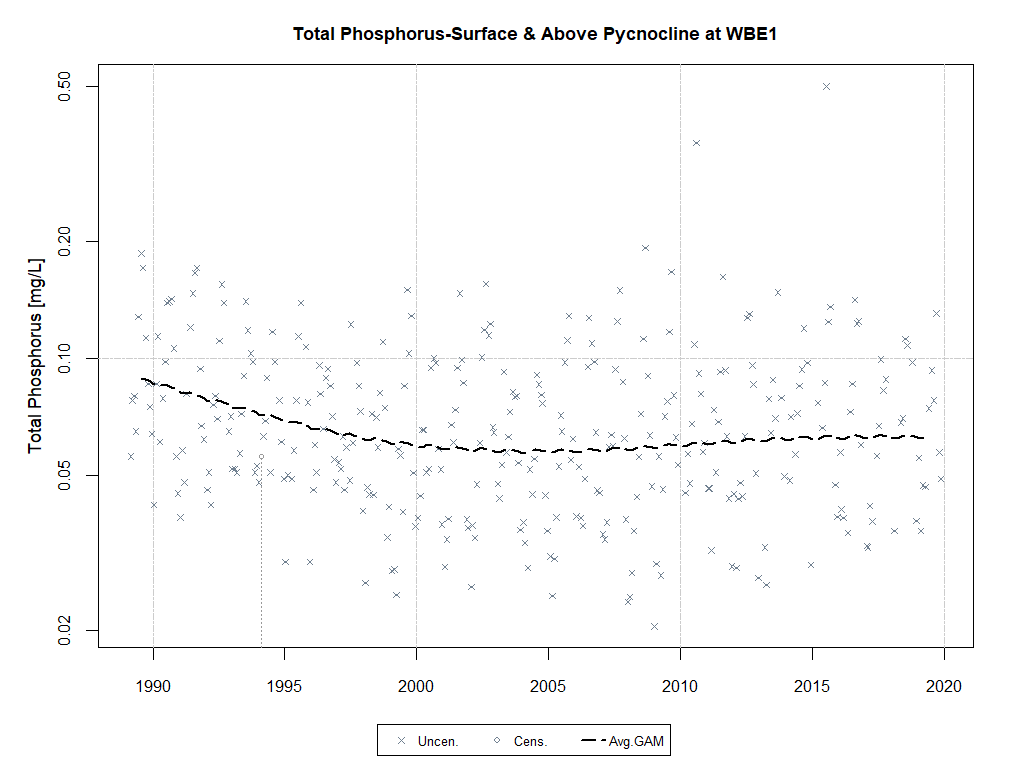 Total Phosphorus-Surface & Above Pycnocline at WBE1
Total Phosphorus [mg/L]
0.50
0.20
0.10
0.05
0.02
1990 1995 2000 2005 2010 2015 2020
Uncen. Cens. Avg.GAM